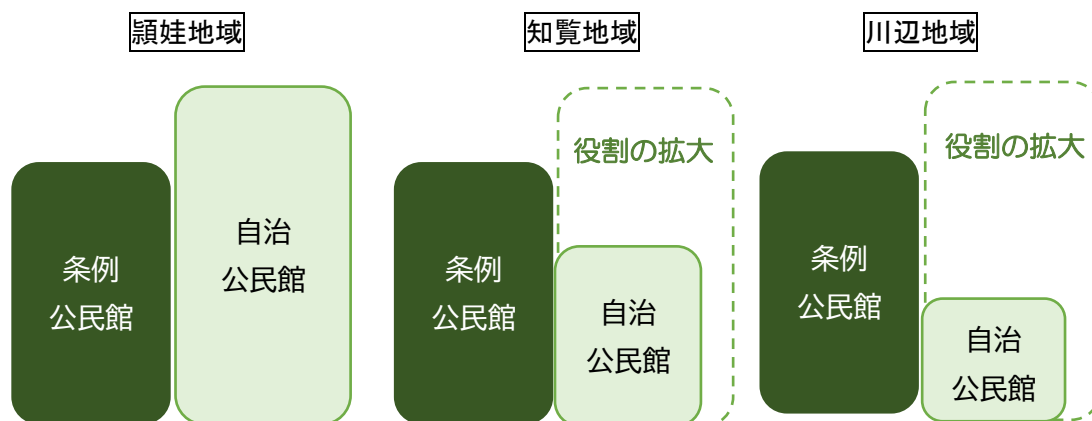 頴娃地域
知覧地域
川辺地域
条例
公民館
自治
公民館
役割の拡大
条例
公民館
自治
公民館
役割の拡大
条例
公民館
自治
公民館